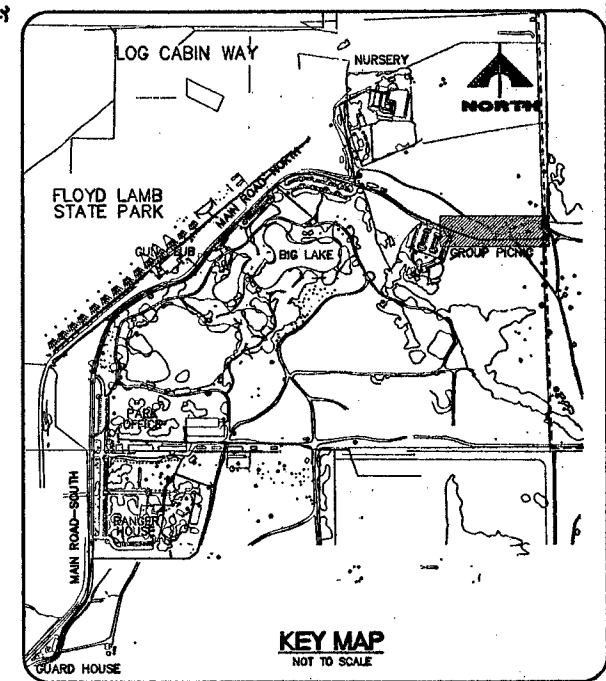 LOG CABIN WAY
NURSERY
NORTH
MAIN ROAD-NORTH
FLOYD LAMB
STATE PARK
GUN CLUB
BIG LAKE
GROUP PICNIC
PARK
OFFICE
RANGER
HOUSE
MAIN ROAD-SOUTH
KEY MAP
NOT TO SCALE
GUARD HOUSE